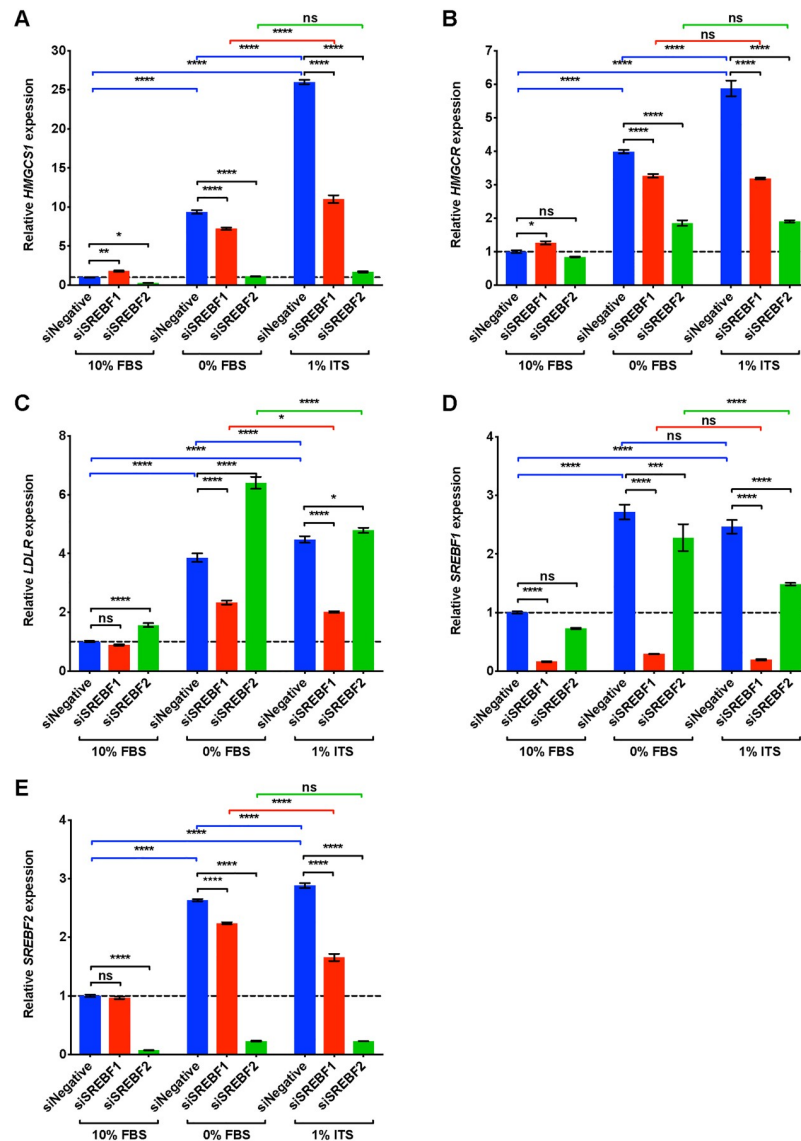 A
Relative HMGCS1 expession
30
25
20
15
10
5
0
ns
****
****
****
****
****
****
****
****
*
**
siNegative
siSREBF1
siSREBF2
siNegative
siSREBF1
siSREBF2
siNegative
siSREBF1
siSREBF2
10% FBS
0% FBS
1% ITS
B
Relative HMGCR expession
7
6
5
4
3
2
1
0
ns
ns
****
****
****
****
****
****
****
ns
*
siNegative
siSREBF1
siSREBF2
siNegative
siSREBF1
siSREBF2
siNegative
siSREBF1
siSREBF2
10% FBS
0% FBS
1% ITS
C
Relative LDLR expession
8
6
4
2
0
****
*
****
****
****
****
****
*
****
****
ns
siNegative
siSREBF1
siSREBF2
siNegative
siSREBF1
siSREBF2
siNegative
siSREBF1
siSREBF2
10% FBS
0% FBS
1% ITS
D
Relative SREBF1 expession
4
3
2
1
0
****
ns
ns
****
****
***
****
****
****
ns
****
siNegative
siSREBF1
siSREBF2
siNegative
siSREBF1
siSREBF2
siNegative
siSREBF1
siSREBF2
10% FBS
0% FBS
1% ITS
E
Relative SREBF2 expession
4
3
2
1
0
ns
****
****
****
****
****
****
****
****
****
ns
siNegative
siSREBF1
siSREBF2
siNegative
siSREBF1
siSREBF2
siNegative
siSREBF1
siSREBF2
10% FBS
0% FBS
1% ITS